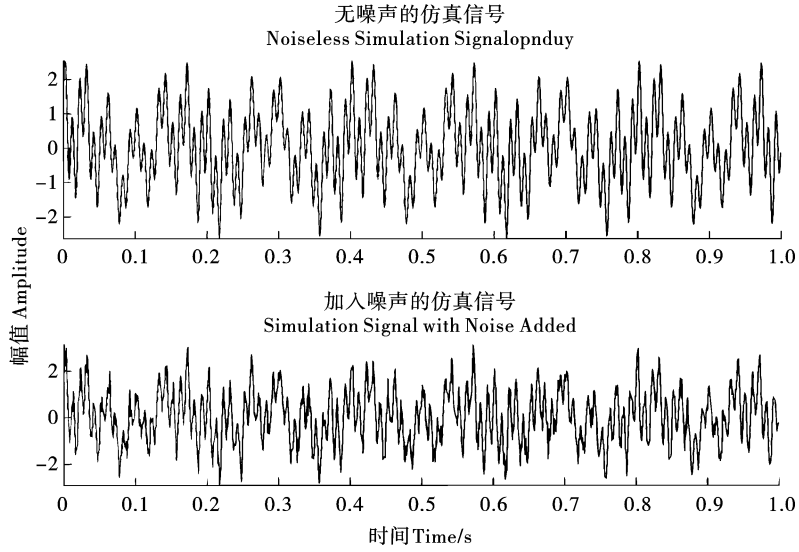 无噪声的仿真信号
Noiseless Simulation Signalopnduy
2
1
0
−1
−2
0 0.1 0.2 0.3 0.4 0.5 0.6 0.7 0.8 0.9 1.0
幅值 Amplitude
加入噪声的仿真信号
Simulation Signal with Noise Added
2
0
−2
0 0.1 0.2 0.3 0.4 0.5 0.6 0.7 0.8 0.9 1.0
时间Time/s